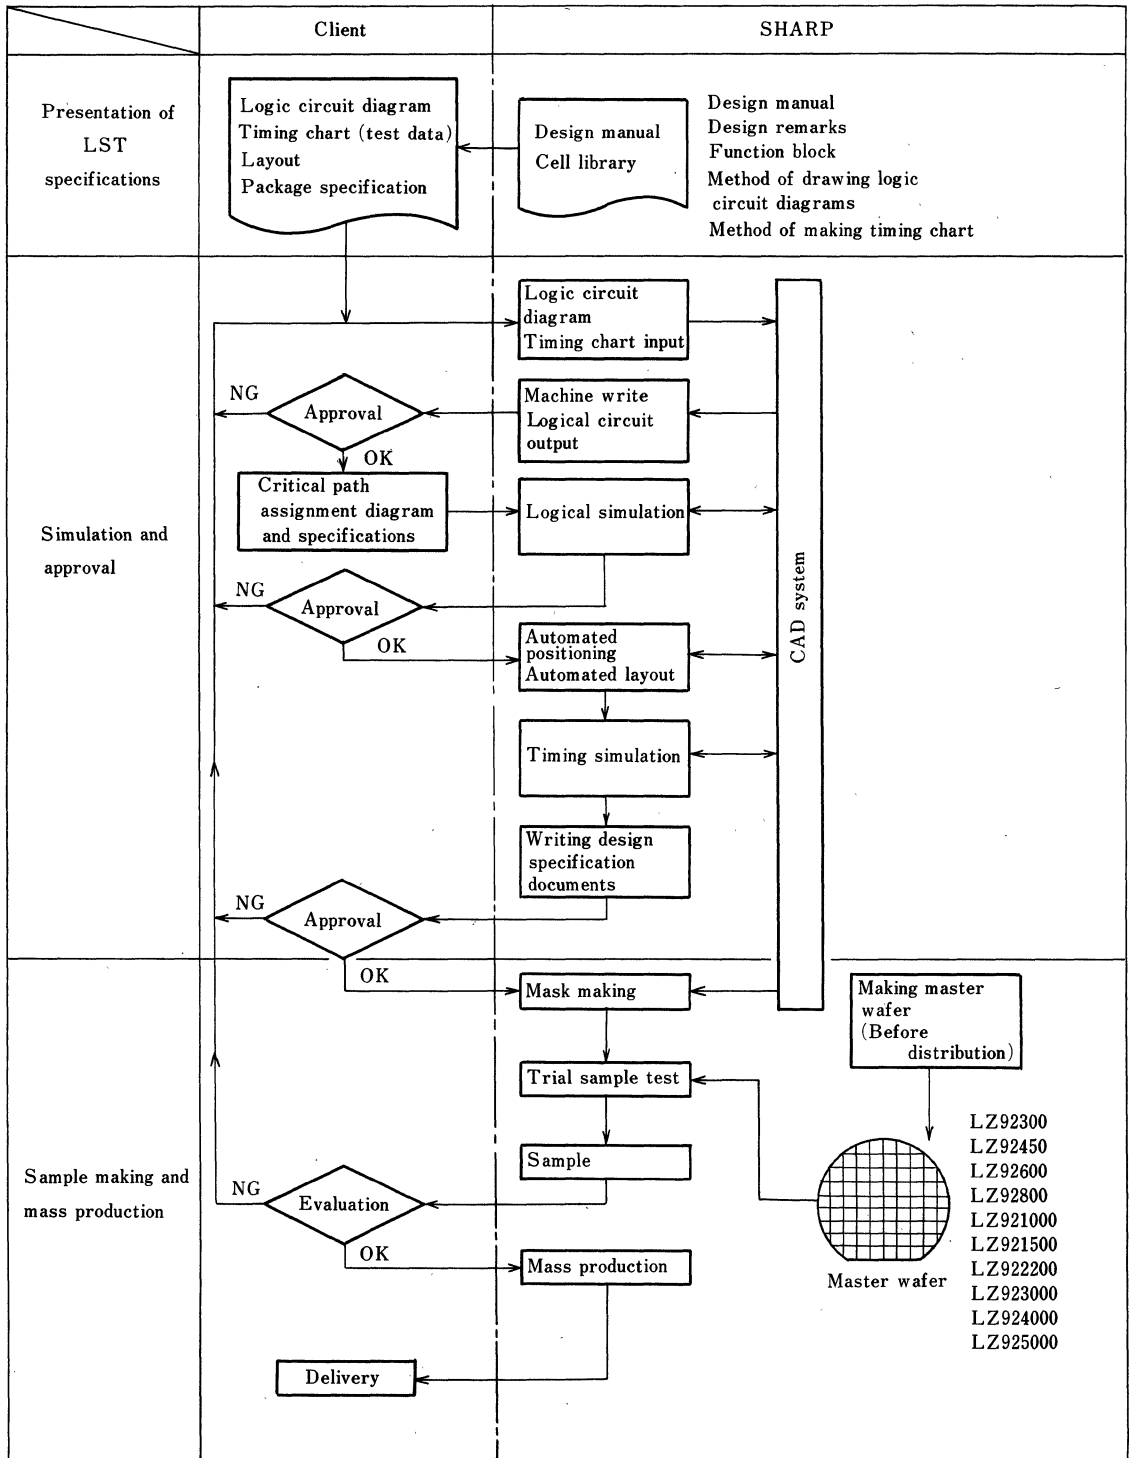 Client
SHARP
Presentation of
LST
specifications
Logic circuit diagram
Timing chart (test data)
Layout
Package specification
Design manual
Cell library
Design manual
Design remarks
Function block
Method of drawing logic
circuit diagrams
Method of making timing chart
Simulation and
approval
Logic circuit
diagram
Timing chart input
NG
Approval
OK
Machine write
Logical circuit
output
Critical path
assignment diagram
and specifications
Logical simulation
CAD system
NG
Approval
OK
Automated
positioning
Automated layout
Timing simulation
Writing design
specification
documents
NG
Approval
OK
Sample making and
mass production
Mask making
Making master
wafer
(Before
distribution)
Trial sample test
Sample
NG
Evaluation
OK
Mass production
Master wafer
LZ92300
LZ92450
LZ92600
LZ92800
LZ921000
LZ921500
LZ922200
LZ923000
LZ924000
LZ925000
Delivery